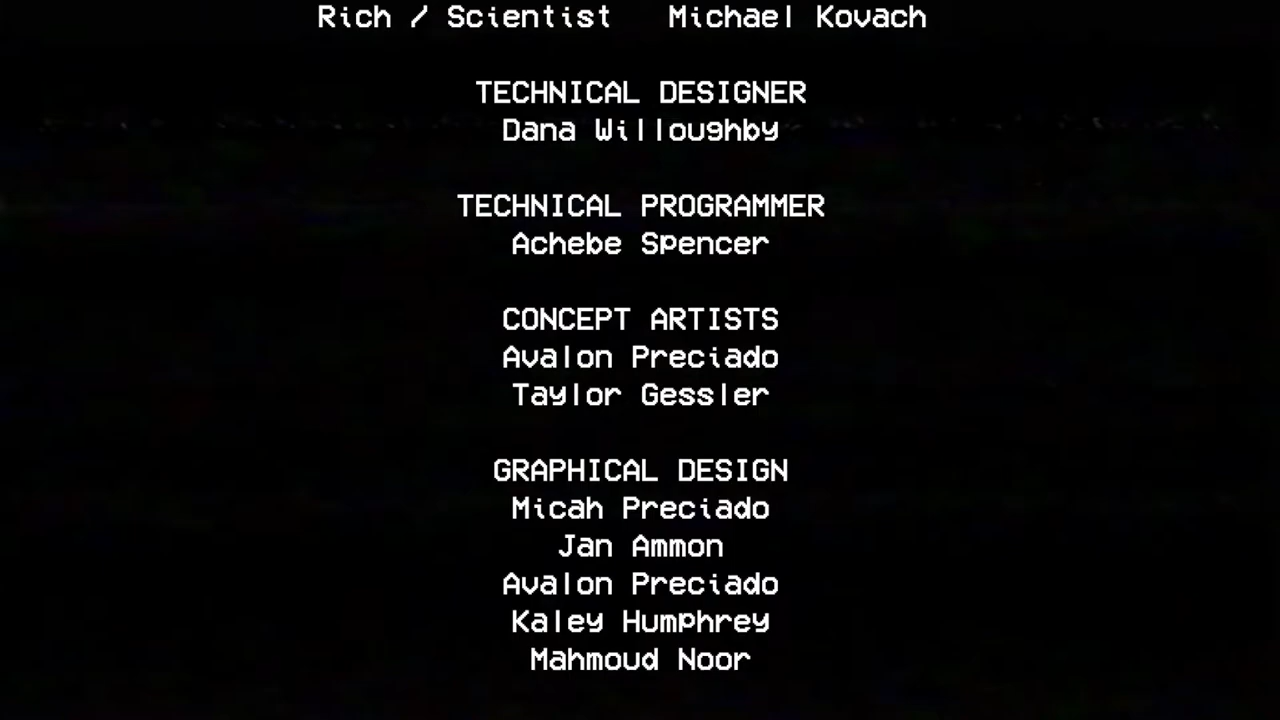 Rich / Scientist   Michael Kovach
TECHNICAL DESIGNER
Dana Willoughby
TECHNICAL PROGRAMMER
Achebe Spencer
CONCEPT ARTISTS
Avalon Preciado
Taylor Gessler
GRAPHICAL DESIGN
Micah Preciado
Jan Ammon
Avalon Preciado
Kaley Humphrey
Mahmoud Noor